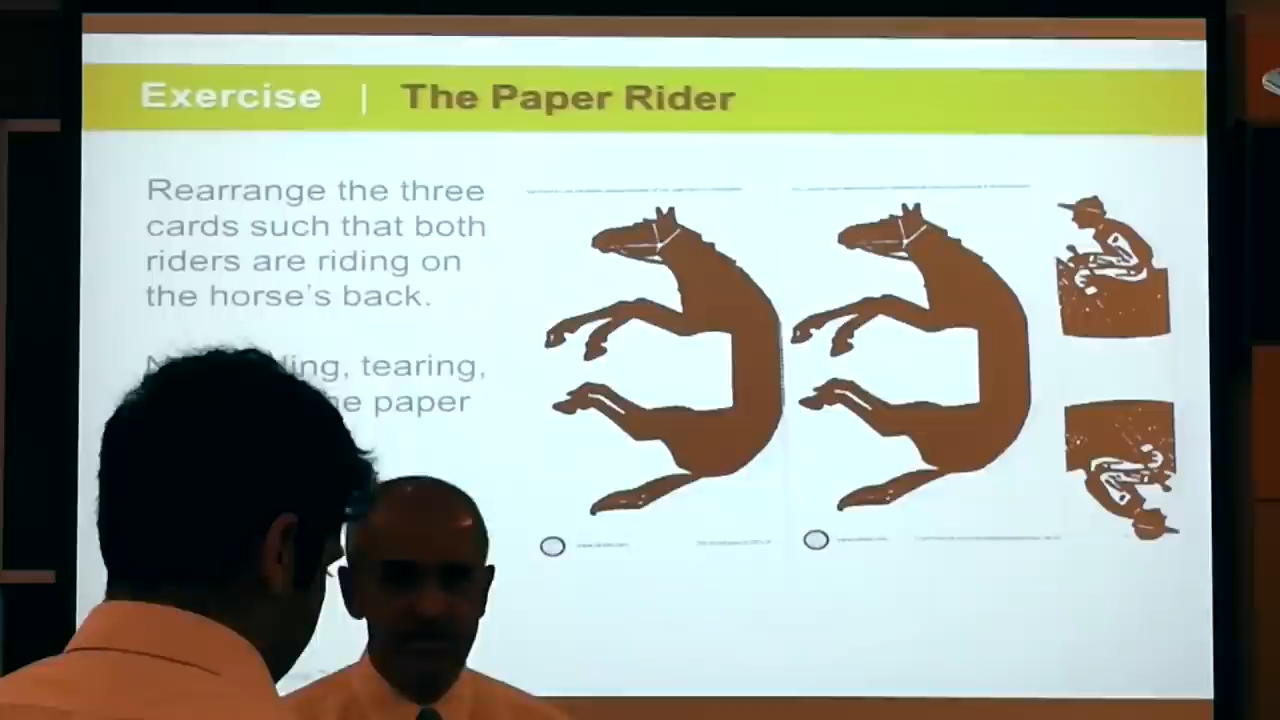 Exercise | The Paper Rider
Rearrange the three
cards such that both
riders are riding on
the horse's back.
tearing,
paper